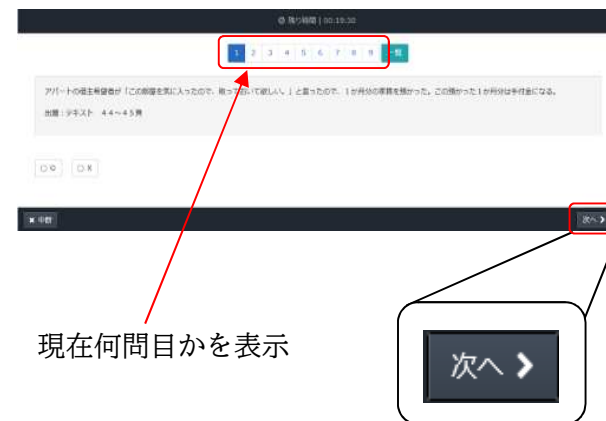 残り時間 | 00:19:30
1 2 3 4 5 6 7 8 9 一覧
アパートの借主希望者が「この部屋を気に入ったので、取っておいて欲しい。」と言ったので、1か月分の家賃を預かった。この預かった1か月分は手付金になる。
出題：テキスト 44～45頁
○ X
✖ 中断 次へ ❯
現在何問目かを表示
次へ ❯